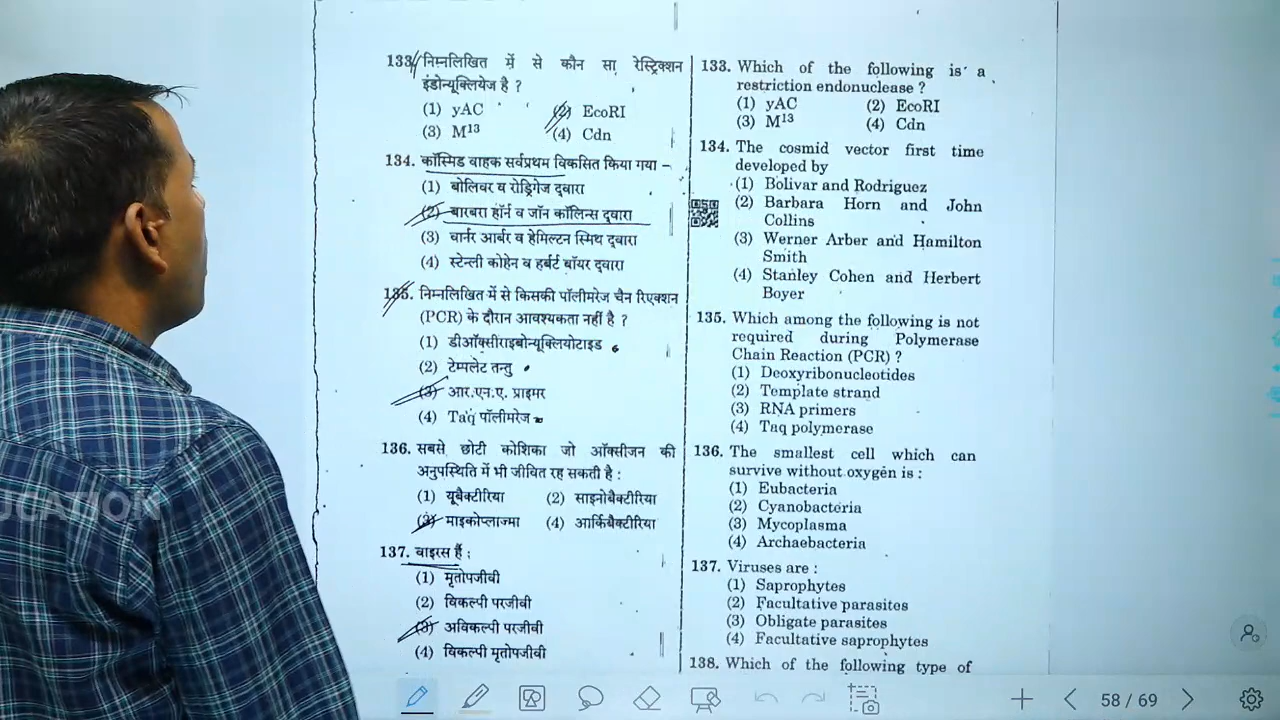 133. निम्नलिखित में से कौन सा रेस्ट्रिक्शन
इंडोन्यूक्लियेज है ?
(1) yAC (2) EcoRI
(3) M13 (4) Cdn
134. कॉस्मिड वाहक सर्वप्रथम विकसित किया गया –
(1) बोलिवर व रोड्रिगेज द्वारा
(2) बारबरा हॉर्न व जॉन कॉलिन्स द्वारा
(3) वार्नर आर्बर व हेमिल्टन स्मिथ द्वारा
(4) स्टेन्ली कोहेन व हर्बर्ट बॉयर द्वारा
135. निम्नलिखित में से किसकी पॉलीमरेज चैन रिएक्शन
(PCR) के दौरान आवश्यकता नहीं है ?
(1) डीऑक्सीराइबोन्यूक्लियोटाइड
(2) टेम्पलेट तन्तु
(3) आर.एन.ए. प्राइमर
(4) Taq पॉलीमरेज
136. सबसे छोटी कोशिका जो ऑक्सीजन की
अनुपस्थिति में भी जीवित रह सकती है :
(1) यूबैक्टीरिया (2) साइनोबैक्टीरिया
(3) माइकोप्लाज्मा (4) आर्किबैक्टीरिया
137. वाइरस हैं :
(1) मृतोपजीवी
(2) विकल्पी परजीवी
(3) अविकल्पी परजीवी
(4) विकल्पी मृतोपजीवी
133. Which of the following is a
restriction endonuclease ?
(1) yAC (2) EcoRI
(3) M13 (4) Cdn
134. The cosmid vector first time
developed by
(1) Bolivar and Rodriguez
(2) Barbara Horn and John
Collins
(3) Werner Arber and Hamilton
Smith
(4) Stanley Cohen and Herbert
Boyer
135. Which among the following is not
required during Polymerase
Chain Reaction (PCR) ?
(1) Deoxyribonucleotides
(2) Template strand
(3) RNA primers
(4) Taq polymerase
136. The smallest cell which can
survive without oxygen is :
(1) Eubacteria
(2) Cyanobacteria
(3) Mycoplasma
(4) Archaebacteria
137. Viruses are :
(1) Saprophytes
(2) Facultative parasites
(3) Obligate parasites
(4) Facultative saprophytes
138. Which of the following type of
UCATION
58 / 69